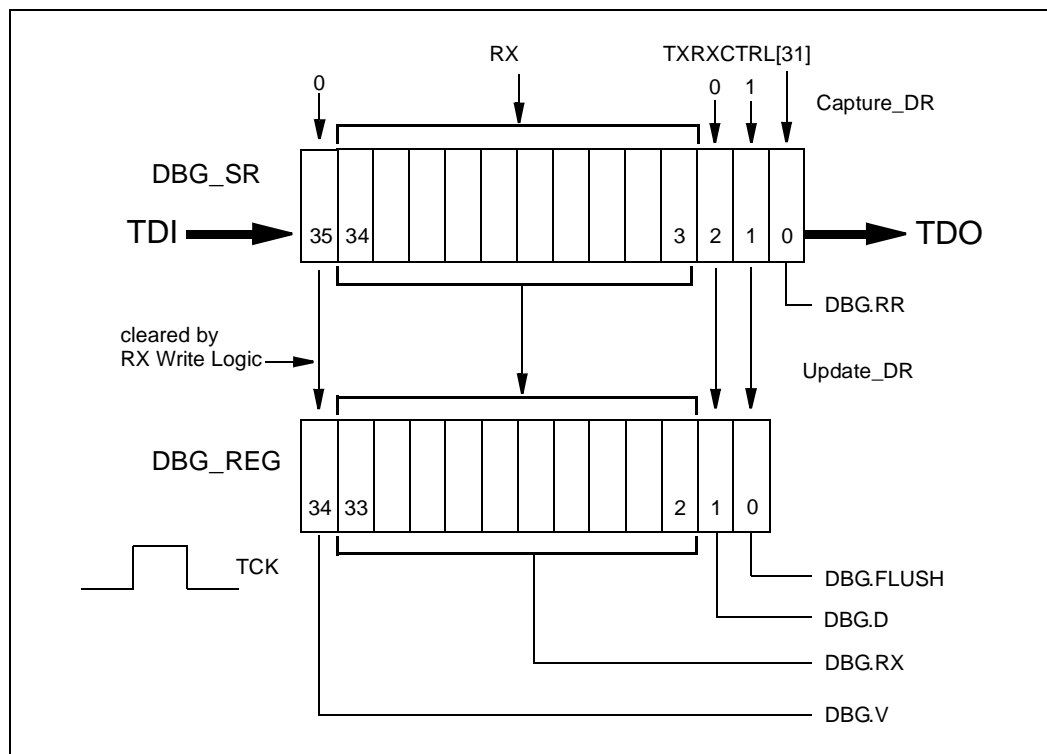 RX
TXRXCTRL[31]
0
0 1
Capture_DR
DBG_SR
TDI
35 34 3 2 1 0
TDO
DBG.RR
cleared by
RX Write Logic
Update_DR
DBG_REG
34 33 2 1 0
TCK
DBG.FLUSH
DBG.D
DBG.RX
DBG.V